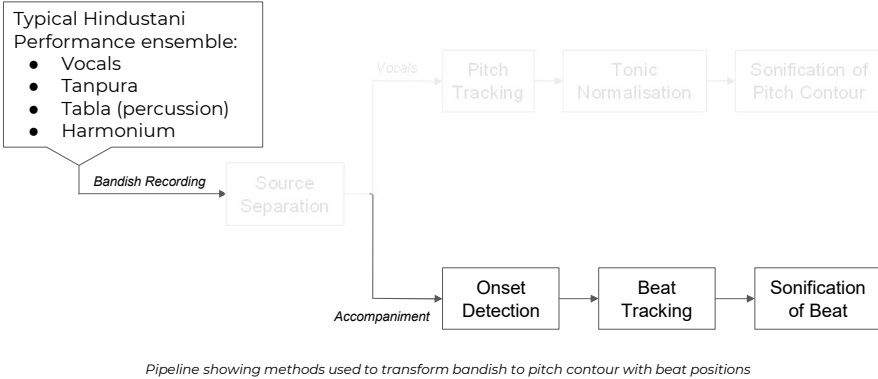 Typical Hindustani
Performance ensemble:
● Vocals
● Tanpura
● Tabla (percussion)
● Harmonium
Bandish Recording
Source
Separation
Vocals
Pitch
Tracking
Tonic
Normalisation
Sonification of
Pitch Contour
Accompaniment
Onset
Detection
Beat
Tracking
Sonification
of Beat
Pipeline showing methods used to transform bandish to pitch contour with beat positions